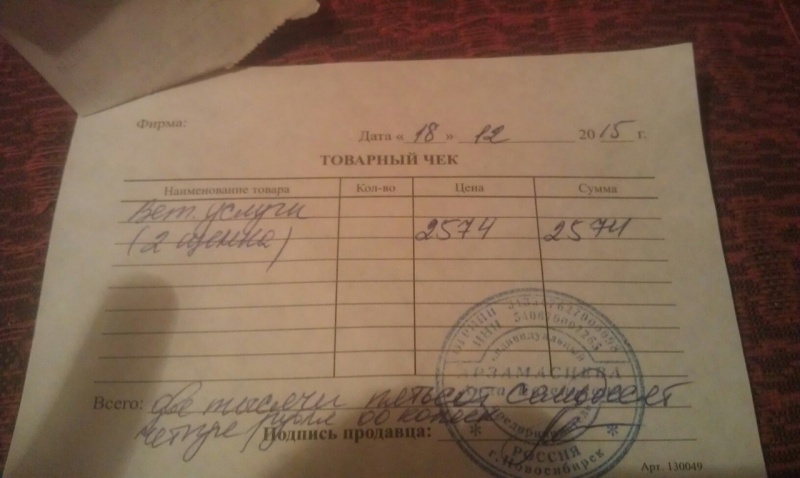 Фирма:
Дата « 18 » 12 2015 г.
ТОВАРНЫЙ ЧЕК
Наименование товара Кол-во Цена Сумма
Вет. услуги
(2 щенка) 2574 2574
Всего: две тысячи пятьсот семьдесят
четыре рубля 00 копеек
Подпись продавца:
ИНН
АРЗАМАСЦЕВА
РОССИЯ
г.Новосибирск
Арт. 130049